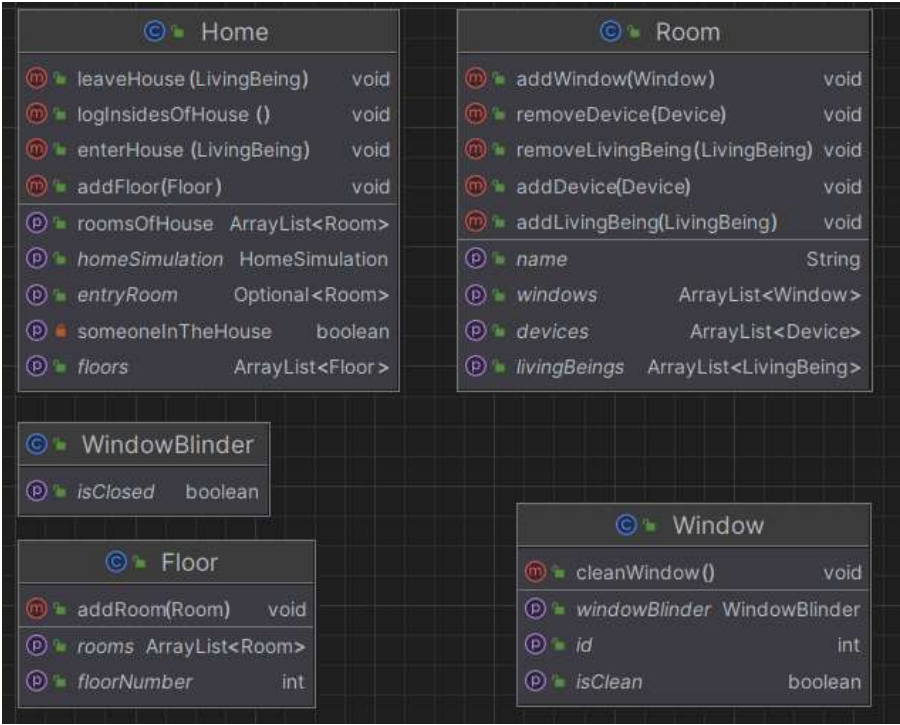 Home
leaveHouse(LivingBeing) void
logInsidesOfHouse () void
enterHouse (LivingBeing) void
addFloor(Floor) void
roomsOfHouse ArrayList<Room>
homeSimulation HomeSimulation
entryRoom Optional<Room>
someoneInTheHouse boolean
floors ArrayList<Floor>
Room
addWindow(Window) void
removeDevice(Device) void
removeLivingBeing(LivingBeing) void
addDevice(Device) void
addLivingBeing(LivingBeing) void
name String
windows ArrayList<Window>
devices ArrayList<Device>
livingBeings ArrayList<LivingBeing>
WindowBlinder
isClosed boolean
Floor
addRoom(Room) void
rooms ArrayList<Room>
floorNumber int
Window
cleanWindow() void
windowBlinder WindowBlinder
id int
isClean boolean